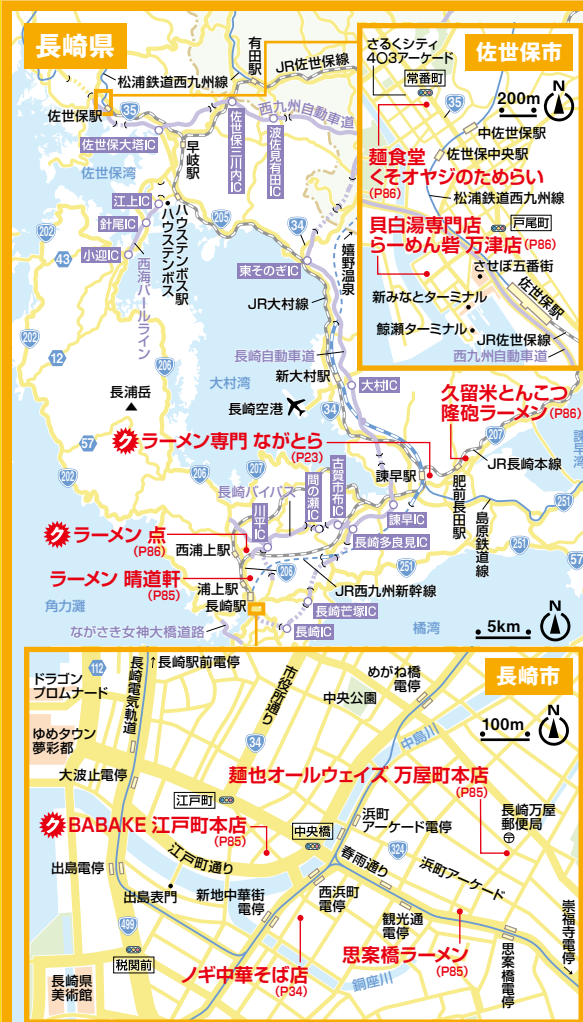 長崎県
有田駅
JR佐世保線
松浦鉄道西九州線
佐世保駅
35
西九州自動車道
佐世保大塔IC
佐世保三川内IC
波佐見有田IC
早岐駅
佐世保湾
江上IC
針尾IC
小迎IC
ハウステンボス
ハウステンボス駅
西海パールライン
202
205
34
43
202
206
12
東そのぎIC
嬉野温泉
JR大村線
長崎自動車道
新大村駅
大村湾
大村IC
長崎空港
34
長浦岳
57
202
207
ク ラーメン専門 ながとら
(P23)
久留米とんこつ
隆砲ラーメン (P86)
207
諫早湾
JR長崎本線
諫早駅
肥前長田駅
島原鉄道線
251
57
251
206
207
長崎バイパス
間の瀬IC
古賀市布IC
川平IC
諫早IC
長崎多良見IC
ク ラーメン 点
(P86)
西浦上駅
ラーメン 晴道軒
(P85)
浦上駅
長崎駅
206
JR西九州新幹線
長崎芒塚IC
長崎IC
角力灘
ながさき女神大橋道路
橘湾
5km
N
佐世保市
さるくシティ
4○3アーケード
常番町
35
200m
N
中佐世保駅
佐世保中央駅
麺食堂
くそオヤジのためらい
(P86)
松浦鉄道西九州線
貝白湯専門店
らーめん砦 万津店 (P86)
戸尾町
させぼ五番街
佐世保駅
新みなとターミナル
鯨瀬ターミナル
JR佐世保線
西九州自動車道
長崎市
100m
N
ドラゴン
プロムナード
112
長崎電気軌道
↑長崎駅前電停
市役所通り
めがね橋
電停
中央公園
中島川
34
ゆめタウン
夢彩都
大波止電停
麺也オールウェイズ 万屋町本店
(P85)
江戸町
ク BABAKE 江戸町本店
(P85)
中央橋
浜町
アーケード電停
長崎万屋
郵便局
324
江戸町通り
春雨通り
浜町アーケード
出島電停
出島表門
新地中華街
電停
西浜町
電停
観光通
電停
崇福寺電停→
499
税関前
思案橋ラーメン
(P85)
思案橋電停
ノギ中華そば店
(P34)
銅座川
長崎県
美術館